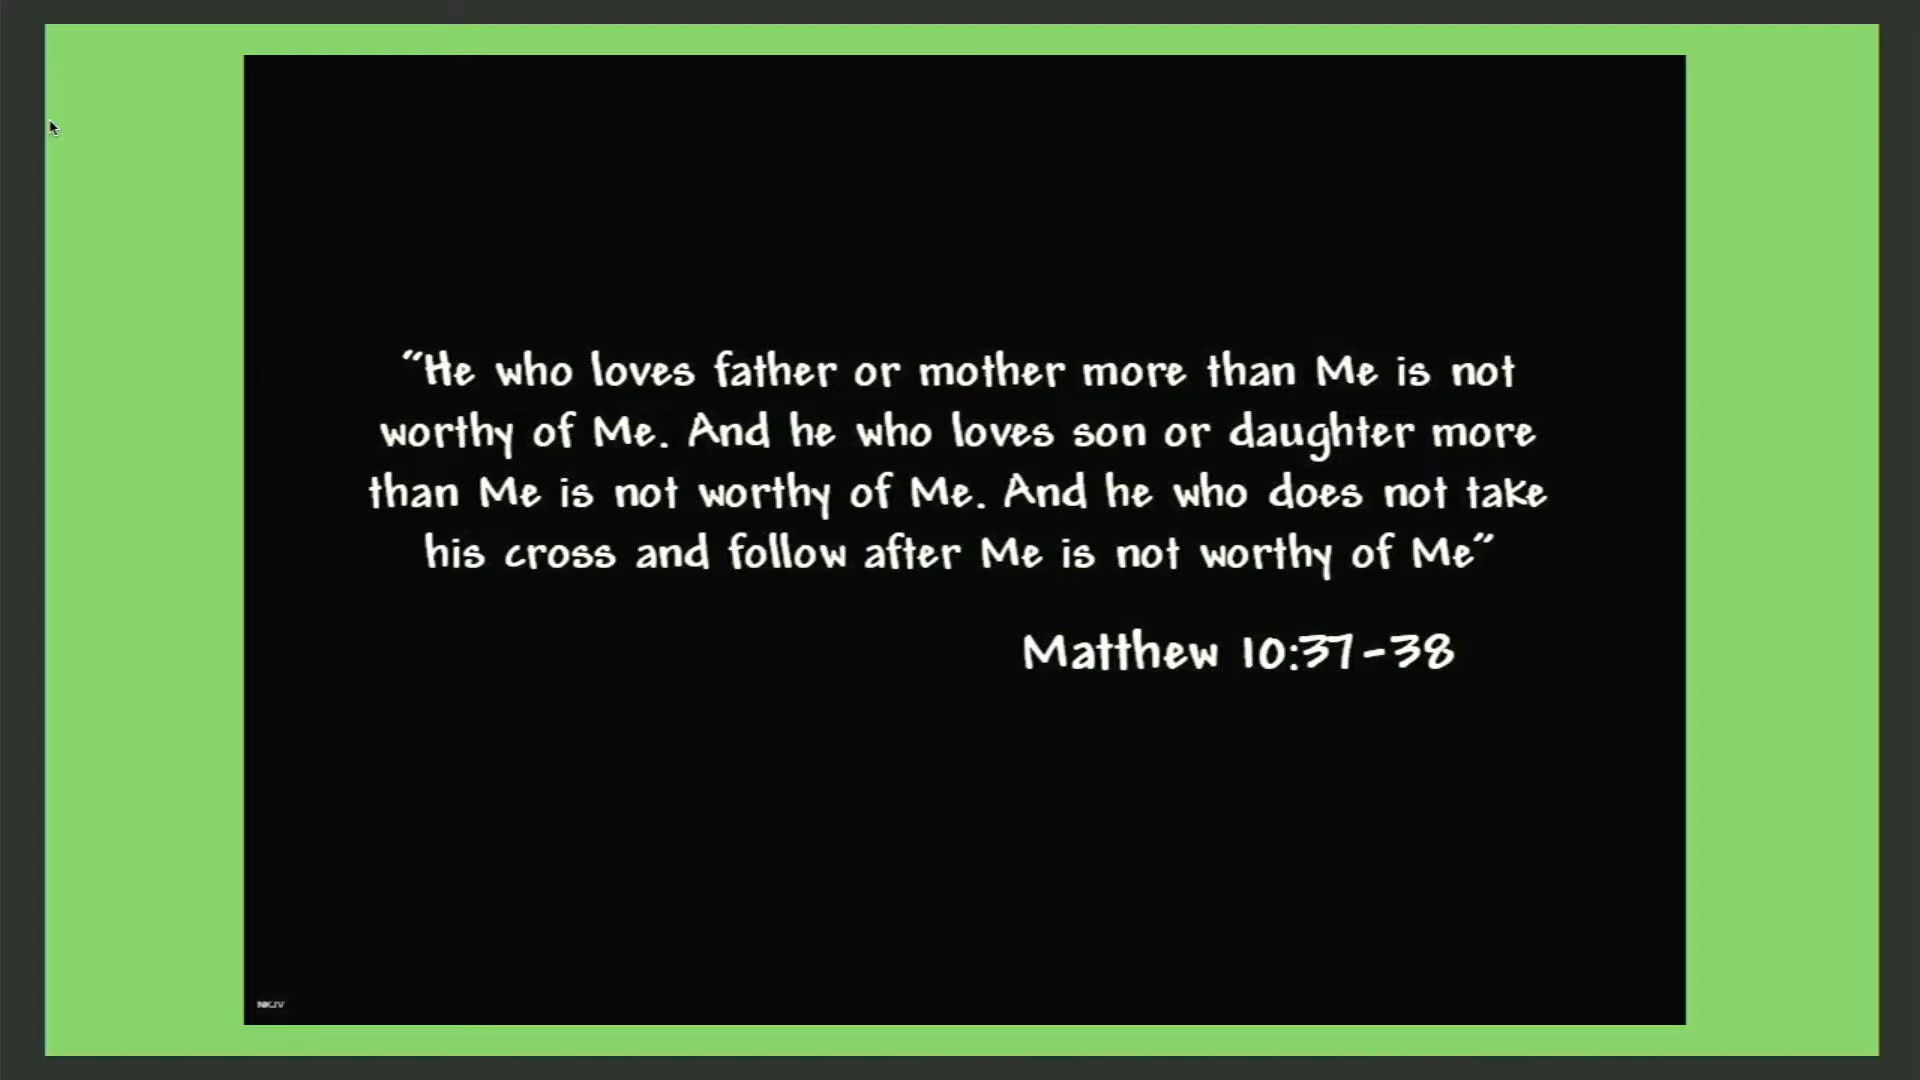 “He who loves father or mother more than Me is not
worthy of Me. And he who loves son or daughter more
than Me is not worthy of Me. And he who does not take
his cross and follow after Me is not worthy of Me”
Matthew 10:37-38
NKJV